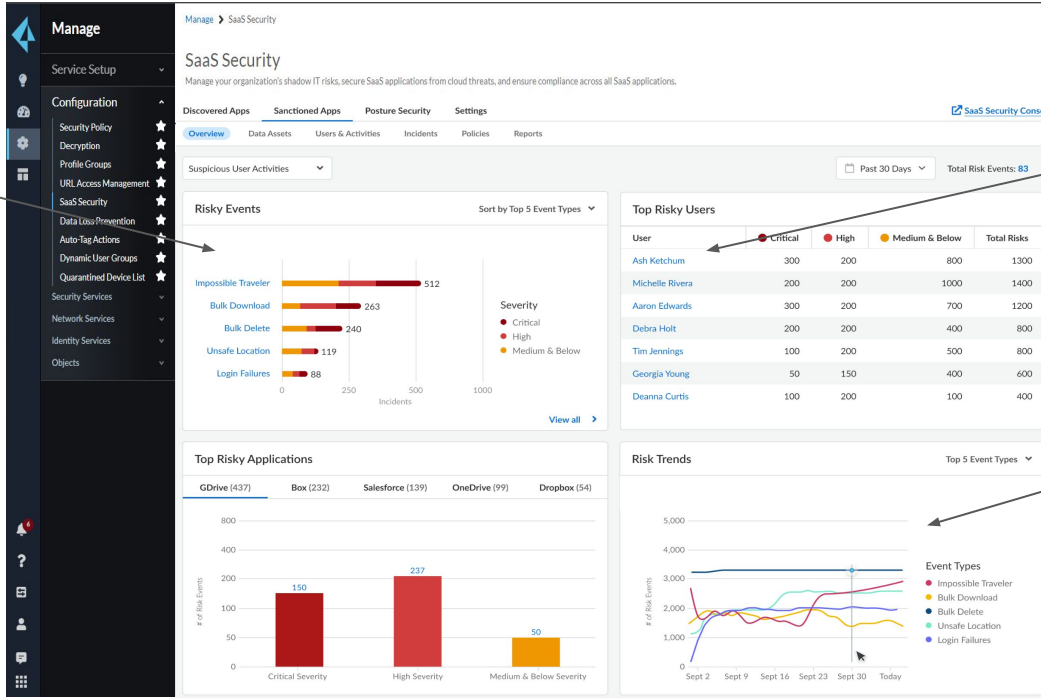 Manage
Service Setup
Configuration
Security Policy
Decryption
Profile Groups
URL Access Management
SaaS Security
Data Loss Prevention
Auto-Tag Actions
Dynamic User Groups
Quarantined Device List
Security Services
Network Services
Identity Services
Objects
6
?
Manage > SaaS Security
SaaS Security
Manage your organization's shadow IT risks, secure SaaS applications from cloud threats, and ensure compliance across all SaaS applications.
Discovered Apps Sanctioned Apps Posture Security Settings SaaS Security Conso
Overview Data Assets Users & Activities Incidents Policies Reports
Suspicious User Activities Past 30 Days Total Risk Events: 83
Risky Events Sort by Top 5 Event Types
Impossible Traveler 512
Bulk Download 263
Bulk Delete 240
Unsafe Location 119
Login Failures 88
0 250 500 1000
Incidents
Severity
Critical
High
Medium & Below
View all >
Top Risky Users
User Critical High Medium & Below Total Risks
Ash Ketchum 300 200 800 1300
Michelle Rivera 200 200 1000 1400
Aaron Edwards 300 200 700 1200
Debra Holt 200 200 400 800
Tim Jennings 100 200 500 800
Georgia Young 50 150 400 600
Deanna Curtis 100 200 100 400
Top Risky Applications
GDrive (437) Box (232) Salesforce (139) OneDrive (99) Dropbox (54)
# of Risk Events
800
400
200
100
50
0
150
237
50
Critical Severity High Severity Medium & Below Severity
Risk Trends Top 5 Event Types
# of Risk Events
5,000
4,000
3,000
2,000
1,000
0
Sept 2 Sept 9 Sept 16 Sept 23 Sept 30 Today
Event Types
Impossible Traveler
Bulk Download
Bulk Delete
Unsafe Location
Login Failures